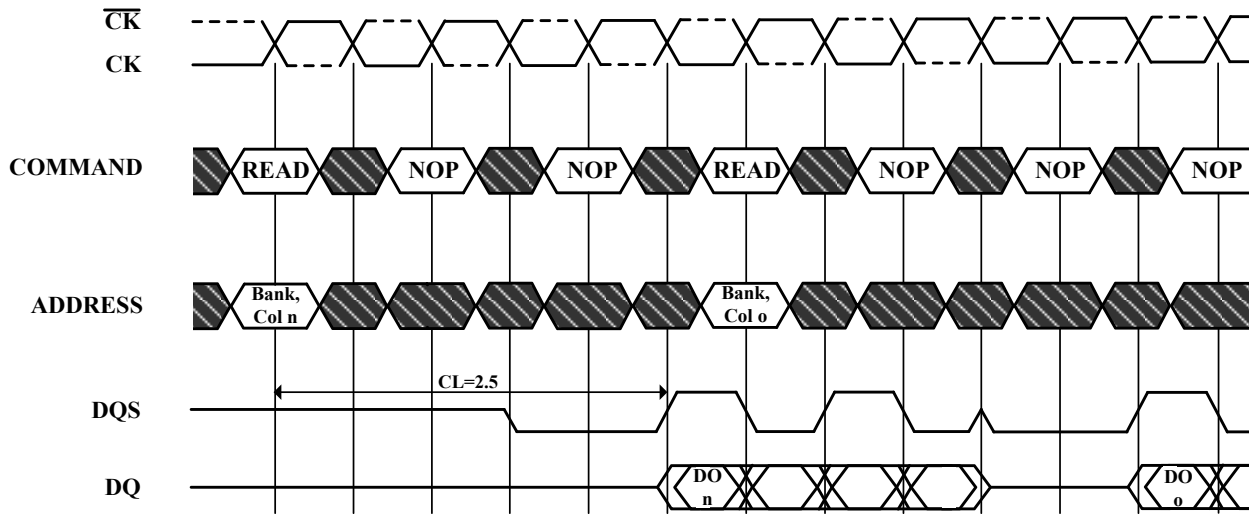 CK
CK
COMMAND READ NOP NOP READ NOP NOP NOP
ADDRESS Bank, Col n Bank, Col o
CL=2.5
DQS
DQ DO n DO o